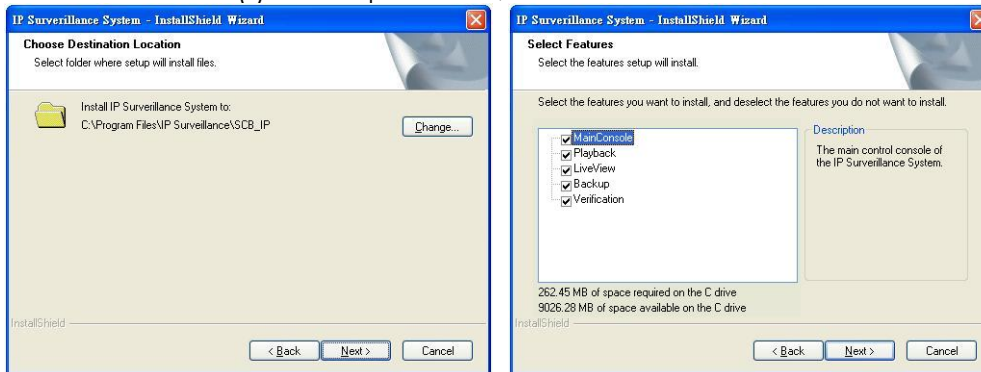 IP Surverillance System - InstallShield Wizard
Choose Destination Location
Select folder where setup will install files.
Install IP Surverillance System to:
C:\Program Files\IP Surveillance\SCB_IP
Change...
InstallShield
< Back
Next >
Cancel
IP Surverillance System - InstallShield Wizard
Select Features
Select the features setup will install.
Select the features you want to install, and deselect the features you do not want to install.
MainConsole
Playback
LiveView
Backup
Verification
Description
The main control console of
the IP Surverillance System.
262.45 MB of space required on the C drive
9026.28 MB of space available on the C drive
InstallShield
< Back
Next >
Cancel